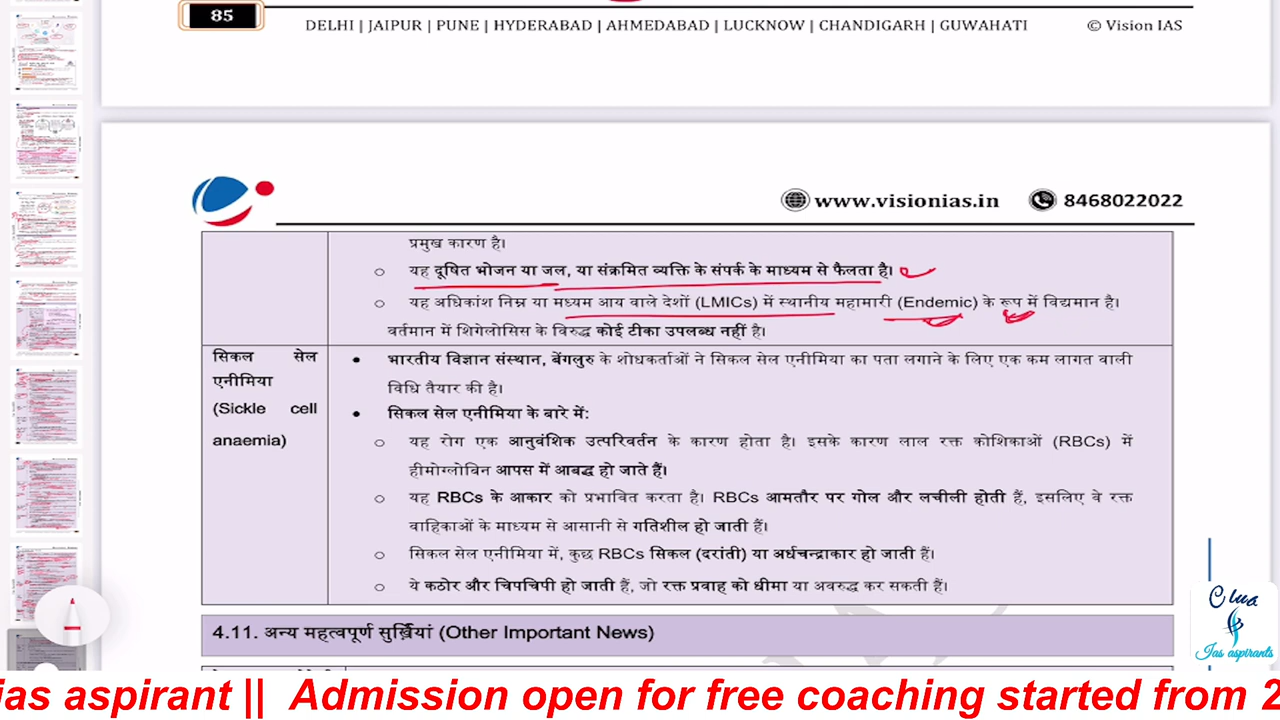 85
DELHI | JAIPUR | PUNE | HYDERABAD | AHMEDABAD | LUCKNOW | CHANDIGARH | GUWAHATI © Vision IAS
www.visionias.in 8468022022
प्रमुख कारण है।
○ यह दूषित भोजन या जल, या संक्रमित व्यक्ति के संपर्क के माध्यम से फैलता है।
○ यह अधिकतर निम्न या मध्यम आय वाले देशों (LMICs) में स्थानीय महामारी (Endemic) के रूप में विद्यमान है।
वर्तमान में शिगेलोसिस के विरुद्ध कोई टीका उपलब्ध नहीं है।
सिकल सेल
एनीमिया
(Sickle cell
anaemia)
• भारतीय विज्ञान संस्थान, बेंगलुरु के शोधकर्ताओं ने सिकल सेल एनीमिया का पता लगाने के लिए एक कम लागत वाली
विधि तैयार की है।
• सिकल सेल एनीमिया के बारे में:
○ यह रोग एक आनुवंशिक उत्परिवर्तन के कारण होता है। इसके कारण लाल रक्त कोशिकाओं (RBCs) में
हीमोग्लोबिन आपस में आबद्ध हो जाते हैं।
○ यह RBCs के आकार को प्रभावित करता है। RBCs आमतौर पर गोल और लचीली होती हैं, इसलिए वे रक्त
वाहिकाओं के माध्यम से आसानी से गतिशील हो जाती हैं।
○ सिकल सेल एनीमिया में, कुछ RBCs सिकल (दरांती) या अर्धचन्द्राकार हो जाती हैं।
○ ये कठोर और चिपचिपी हो जाती हैं, जो रक्त प्रवाह को धीमा या अवरुद्ध कर सकती हैं।
4.11. अन्य महत्वपूर्ण सुर्ख़ियां (Other Important News)
Clue
Ias aspirants
ias aspirant || Admission open for free coaching started from 2